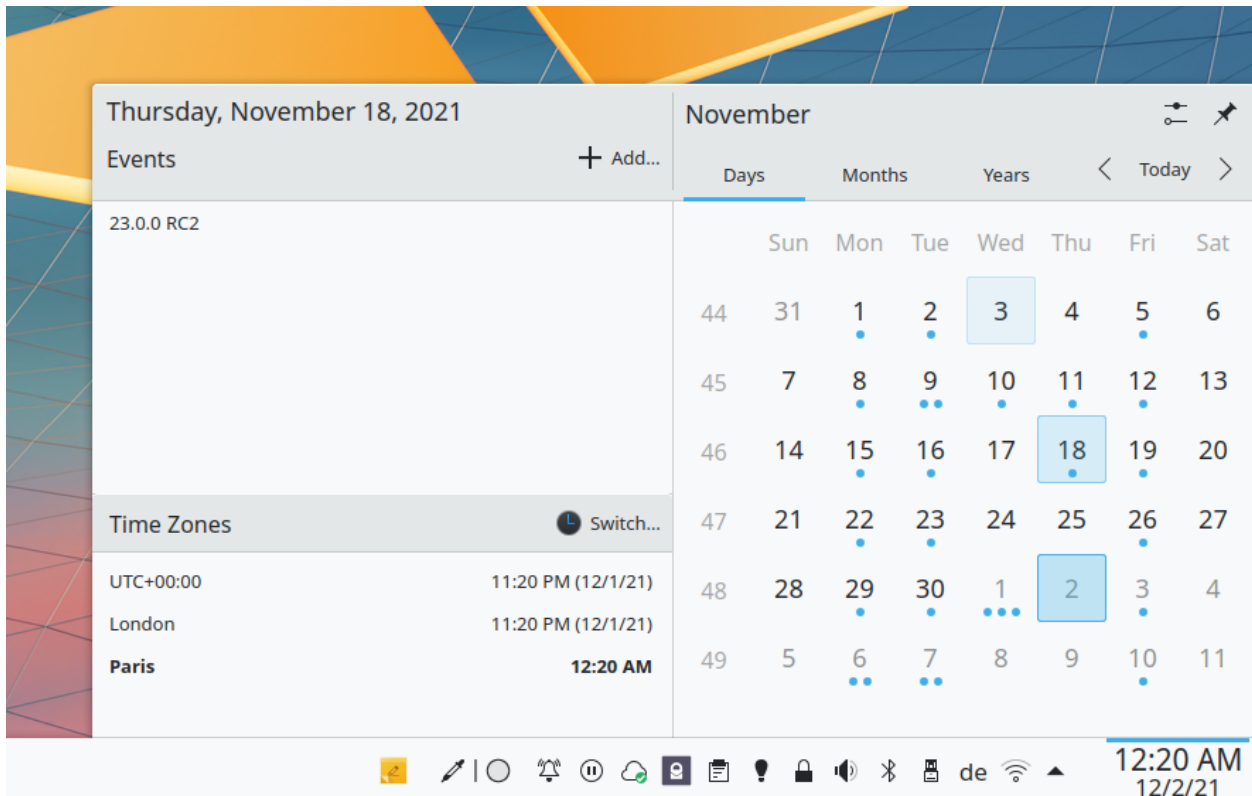 Thursday, November 18, 2021
Events
Add...
23.0.0 RC2
Time Zones
Switch...
UTC+00:00 11:20 PM (12/1/21)
London 11:20 PM (12/1/21)
Paris 12:20 AM
November
Days Months Years Today
Sun Mon Tue Wed Thu Fri Sat
44 31 1 2 3 4 5 6
45 7 8 9 10 11 12 13
46 14 15 16 17 18 19 20
47 21 22 23 24 25 26 27
48 28 29 30 1 2 3 4
49 5 6 7 8 9 10 11
de
12:20 AM
12/2/21